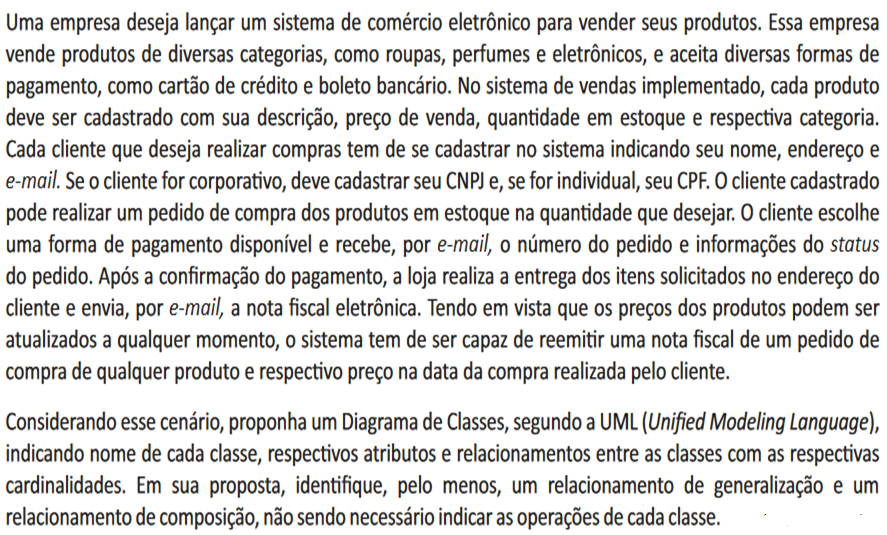 Uma empresa deseja lançar um sistema de comércio eletrônico para vender seus produtos. Essa empresa
vende produtos de diversas categorias, como roupas, perfumes e eletrônicos, e aceita diversas formas de
pagamento, como cartão de crédito e boleto bancário. No sistema de vendas implementado, cada produto
deve ser cadastrado com sua descrição, preço de venda, quantidade em estoque e respectiva categoria.
Cada cliente que deseja realizar compras tem de se cadastrar no sistema indicando seu nome, endereço e
e-mail. Se o cliente for corporativo, deve cadastrar seu CNPJ e, se for individual, seu CPF. O cliente cadastrado
pode realizar um pedido de compra dos produtos em estoque na quantidade que desejar. O cliente escolhe
uma forma de pagamento disponível e recebe, por e-mail, o número do pedido e informações do status
do pedido. Após a confirmação do pagamento, a loja realiza a entrega dos itens solicitados no endereço do
cliente e envia, por e-mail, a nota fiscal eletrônica. Tendo em vista que os preços dos produtos podem ser
atualizados a qualquer momento, o sistema tem de ser capaz de reemitir uma nota fiscal de um pedido de
compra de qualquer produto e respectivo preço na data da compra realizada pelo cliente.
Considerando esse cenário, proponha um Diagrama de Classes, segundo a UML (Unified Modeling Language),
indicando nome de cada classe, respectivos atributos e relacionamentos entre as classes com as respectivas
cardinalidades. Em sua proposta, identifique, pelo menos, um relacionamento de generalização e um
relacionamento de composição, não sendo necessário indicar as operações de cada classe.